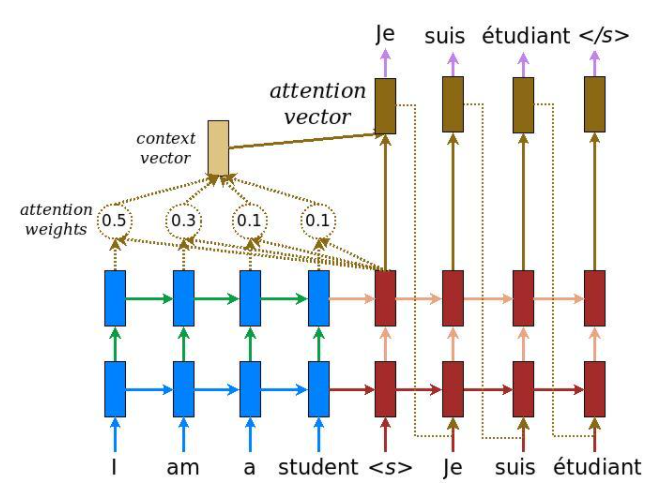 Je suis étudiant </s>
attention
vector
context
vector
attention
weights
0.5 0.3 0.1 0.1
I am a student <s> Je suis étudiant